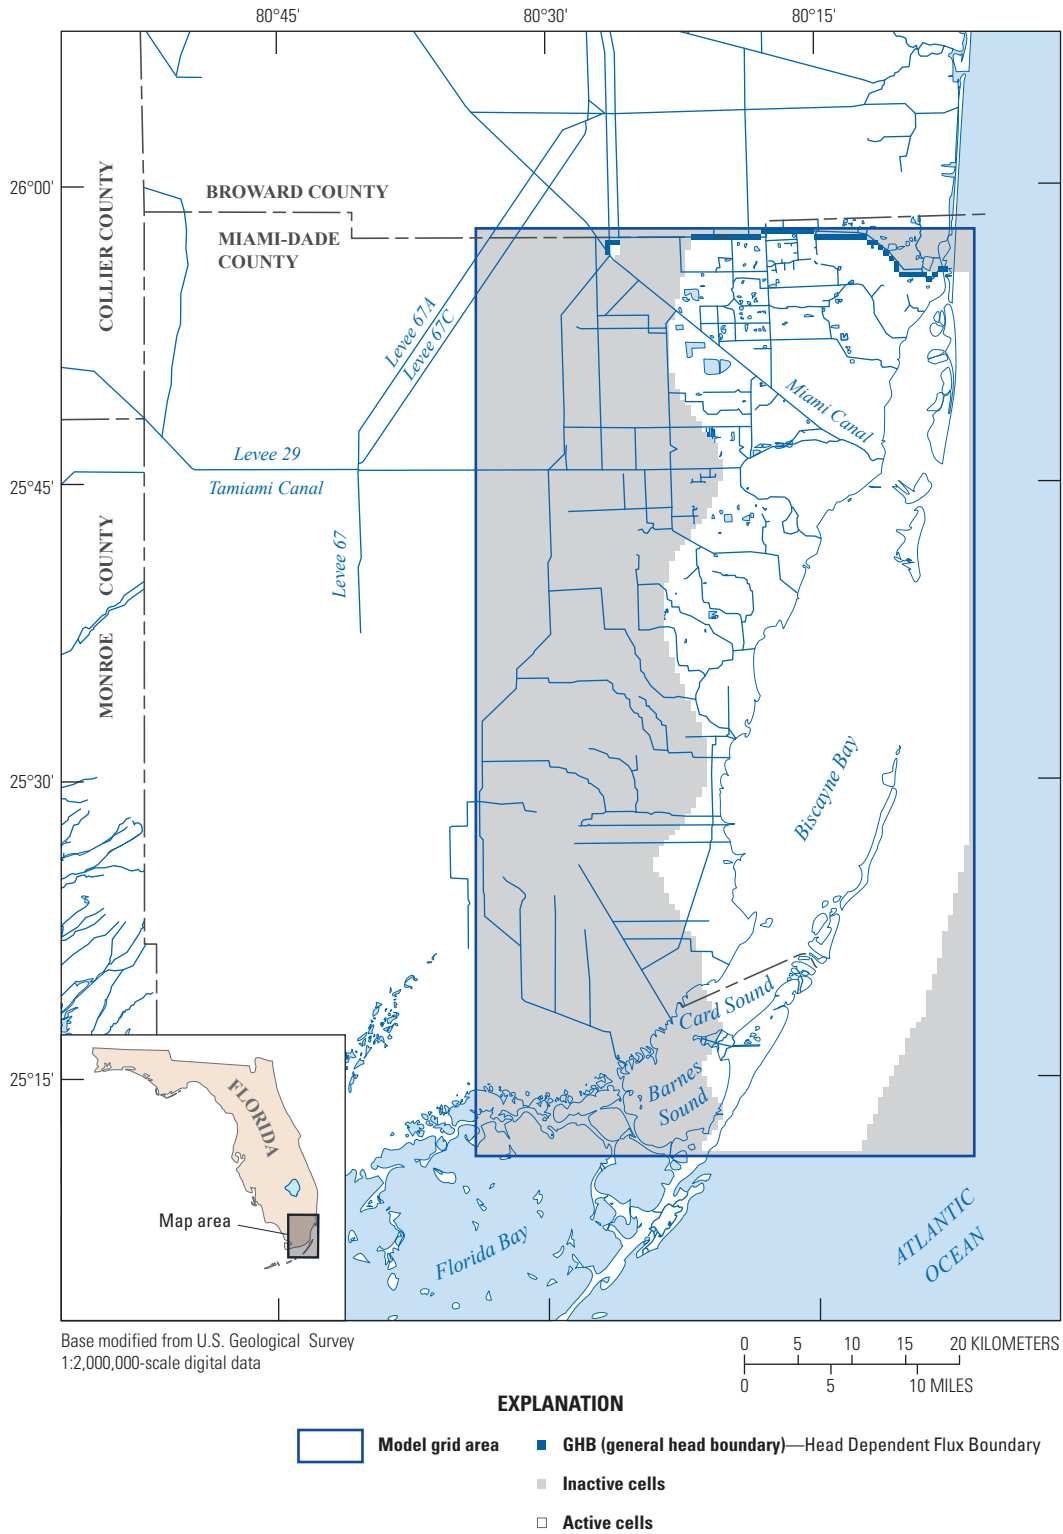 80°45'
80°30'
80°15'
26°00'
25°45'
25°30'
25°15'
COLLIER COUNTY
BROWARD COUNTY
MIAMI-DADE
COUNTY
Levee 67A
Levee 67C
Miami Canal
Levee 29
Tamiami Canal
Levee 67
MONROE COUNTY
Biscayne Bay
Card Sound
Barnes
Sound
FLORIDA
Map area
Florida Bay
ATLANTIC
OCEAN
Base modified from U.S. Geological Survey
1:2,000,000-scale digital data
0 5 10 15 20 KILOMETERS
0 5 10 MILES
EXPLANATION
Model grid area
GHB (general head boundary)—Head Dependent Flux Boundary
Inactive cells
Active cells